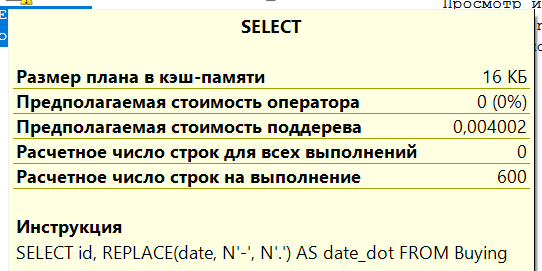 Просмотр и
SELECT
Размер плана в кэш-памяти 16 КБ
Предполагаемая стоимость оператора 0 (0%)
Предполагаемая стоимость поддерева 0,004002
Расчетное число строк для всех выполнений 0
Расчетное число строк на выполнение 600
Инструкция
SELECT id, REPLACE(date, N'-', N'.') AS date_dot FROM Buying